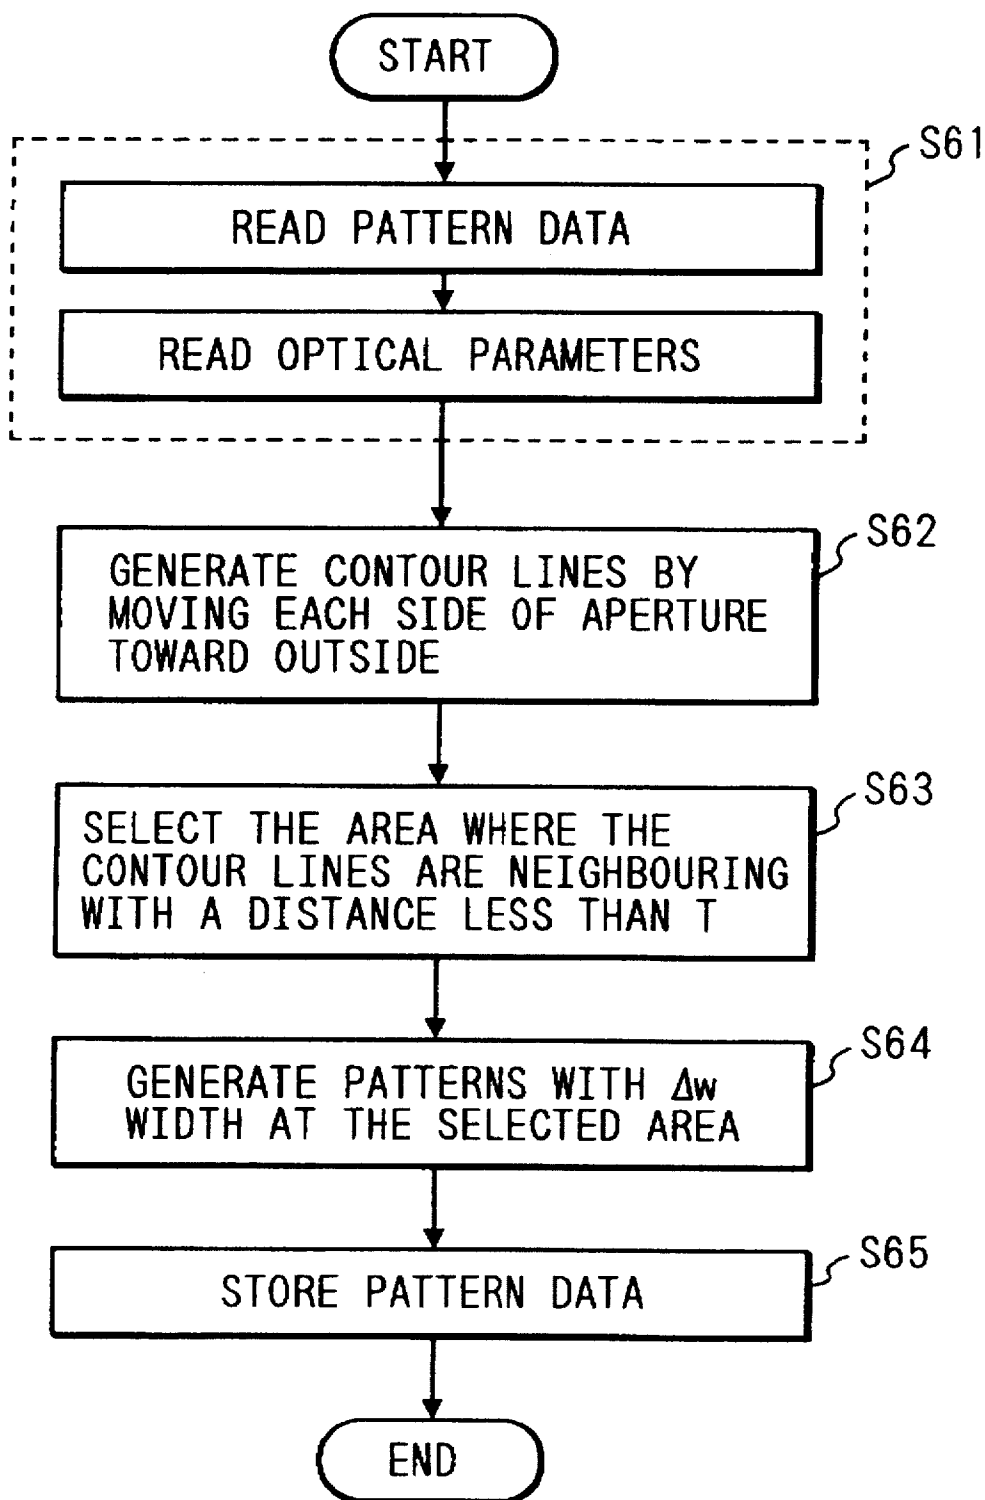 START
S61
READ PATTERN DATA
READ OPTICAL PARAMETERS
S62
GENERATE CONTOUR LINES BY
MOVING EACH SIDE OF APERTURE
TOWARD OUTSIDE
S63
SELECT THE AREA WHERE THE
CONTOUR LINES ARE NEIGHBOURING
WITH A DISTANCE LESS THAN T
S64
GENERATE PATTERNS WITH Δw
WIDTH AT THE SELECTED AREA
S65
STORE PATTERN DATA
END